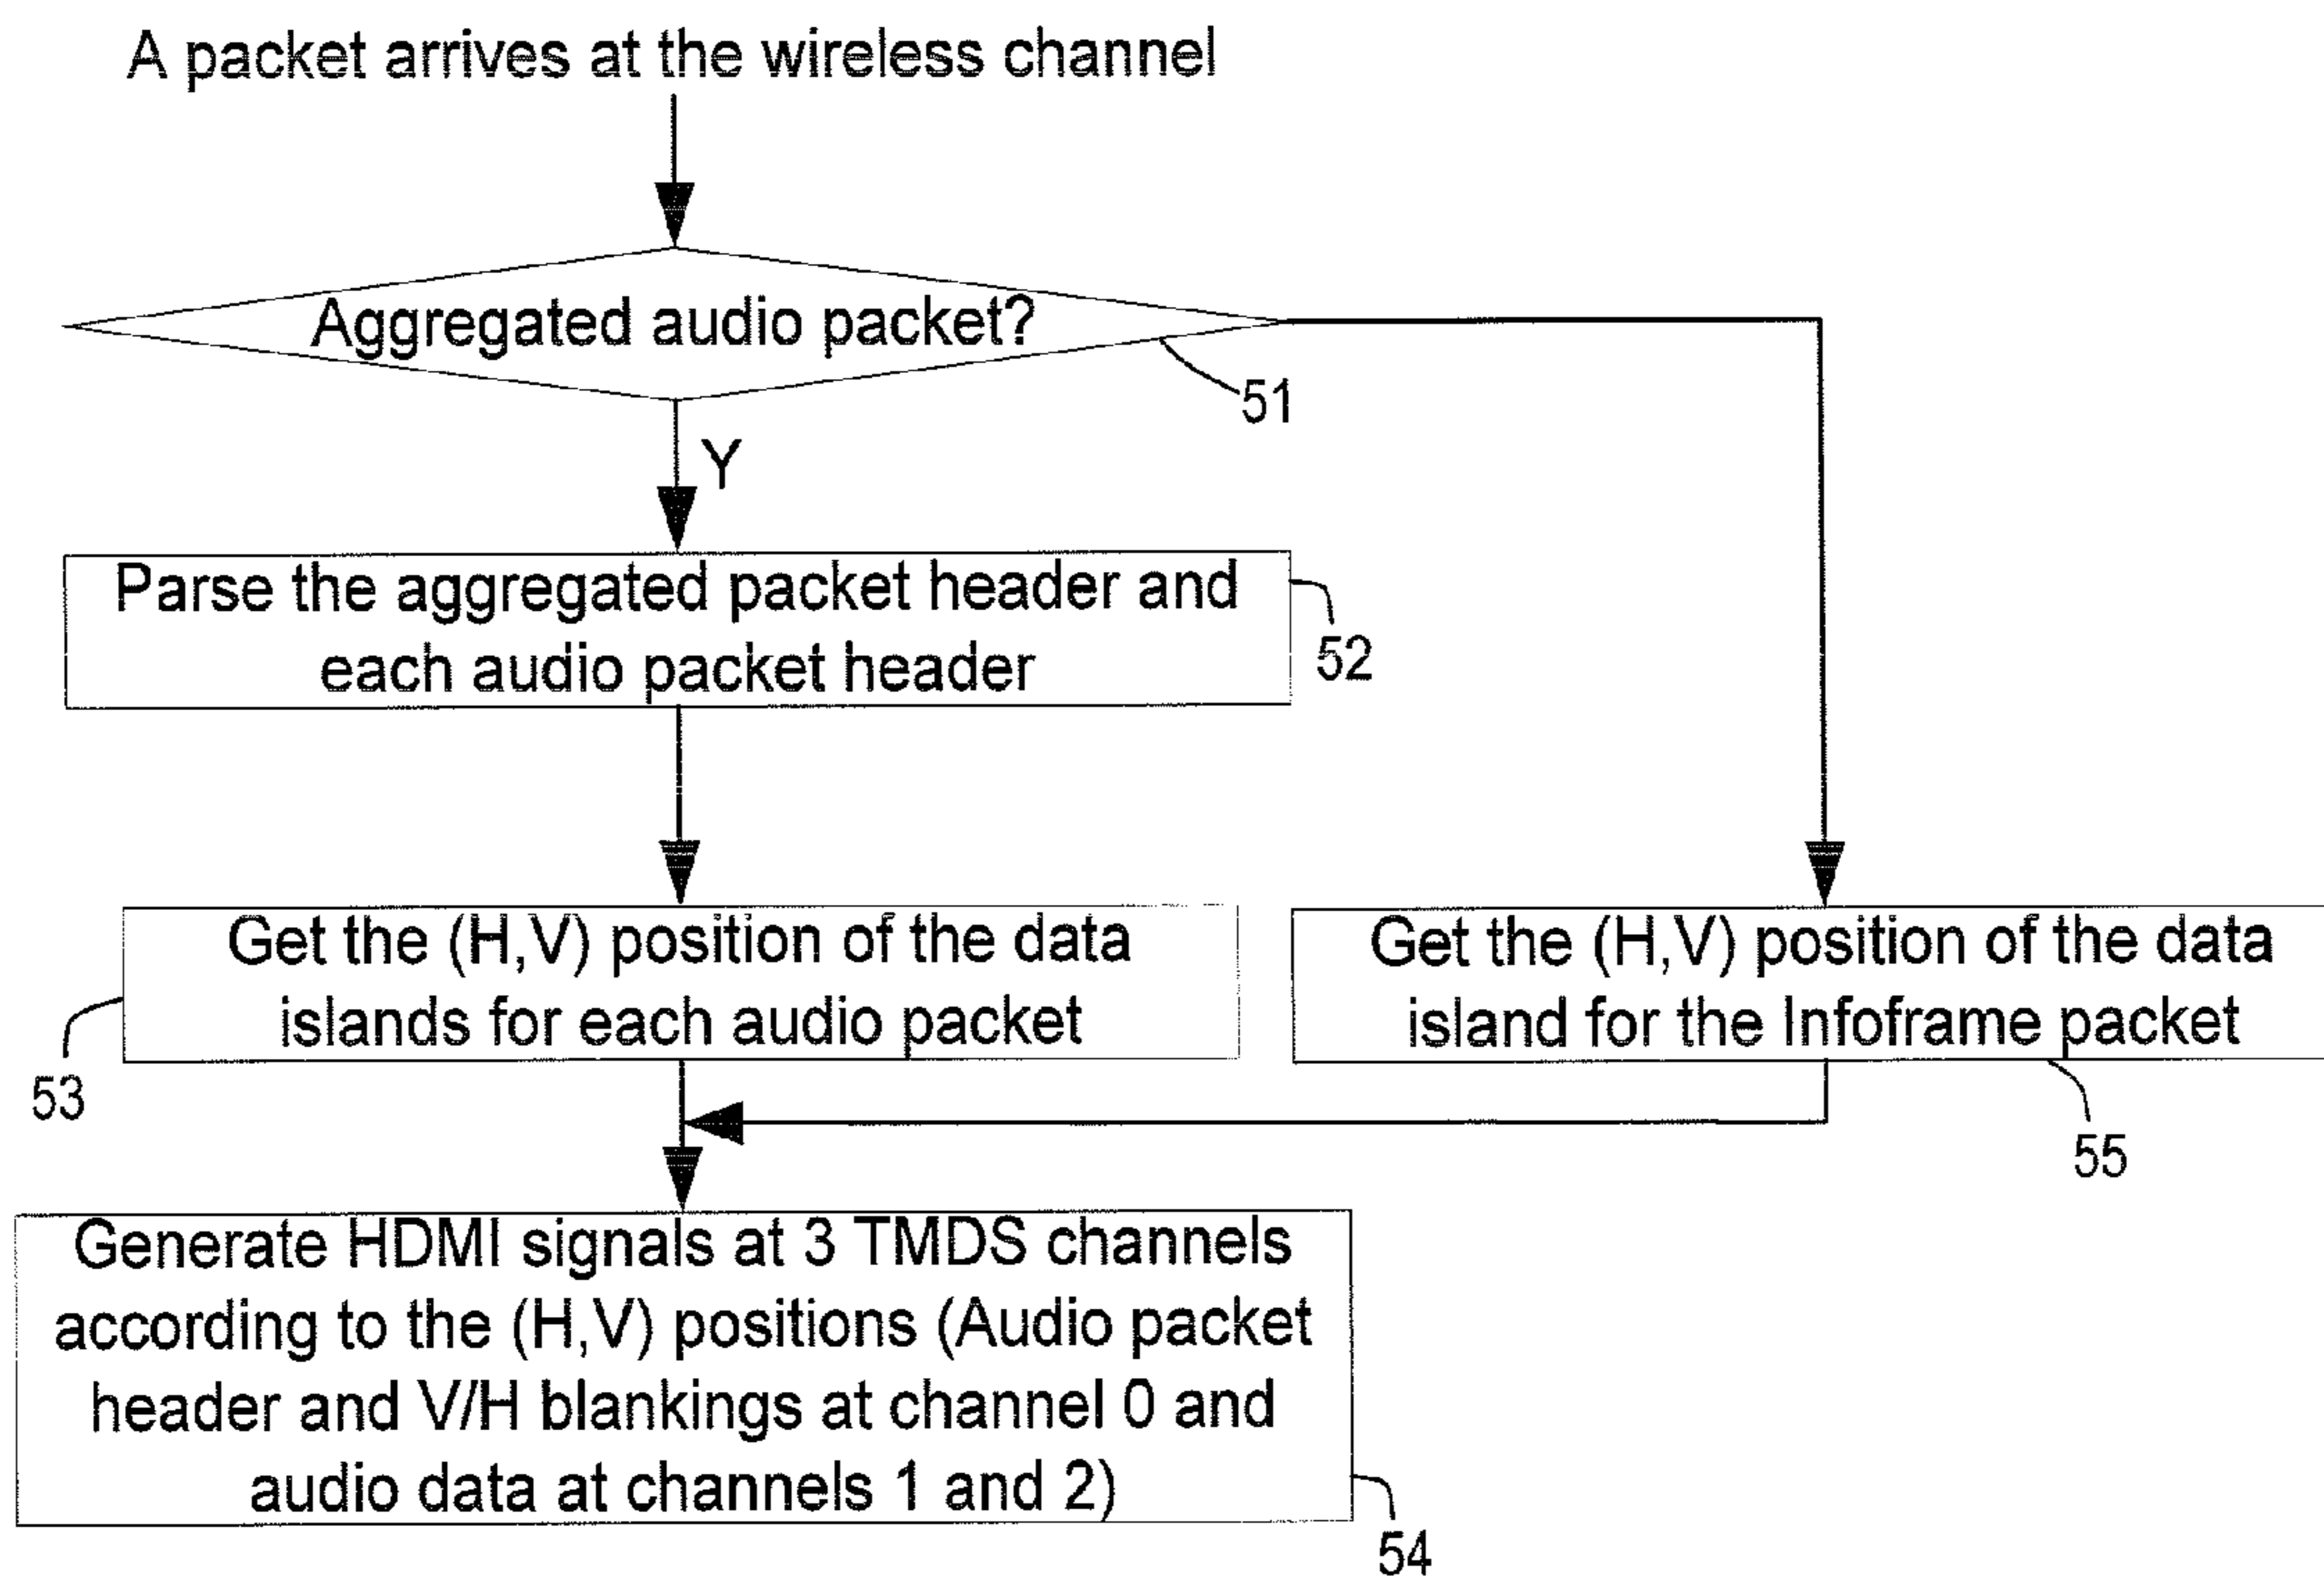 A packet arrives at the wireless channel
Aggregated audio packet?
51
Y
Parse the aggregated packet header and
each audio packet header
52
Get the (H,V) position of the data
islands for each audio packet
53
Get the (H,V) position of the data
island for the Infoframe packet
55
Generate HDMI signals at 3 TMDS channels
according to the (H,V) positions (Audio packet
header and V/H blankings at channel 0 and
audio data at channels 1 and 2)
54